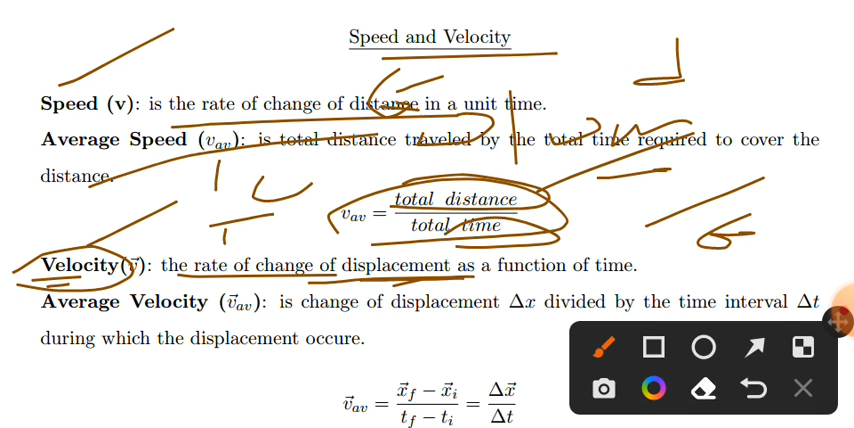 Speed and Velocity
Speed (v): is the rate of change of distance in a unit time.
Average Speed (v_av): is total distance traveled by the total time required to cover the
distance.
v_av = total distance / total time
Velocity(v⃗): the rate of change of displacement as a function of time.
Average Velocity (v⃗_av): is change of displacement Δx divided by the time interval Δt
during which the displacement occure.
v⃗_av = (x⃗_f − x⃗_i) / (t_f − t_i) = Δx⃗ / Δt